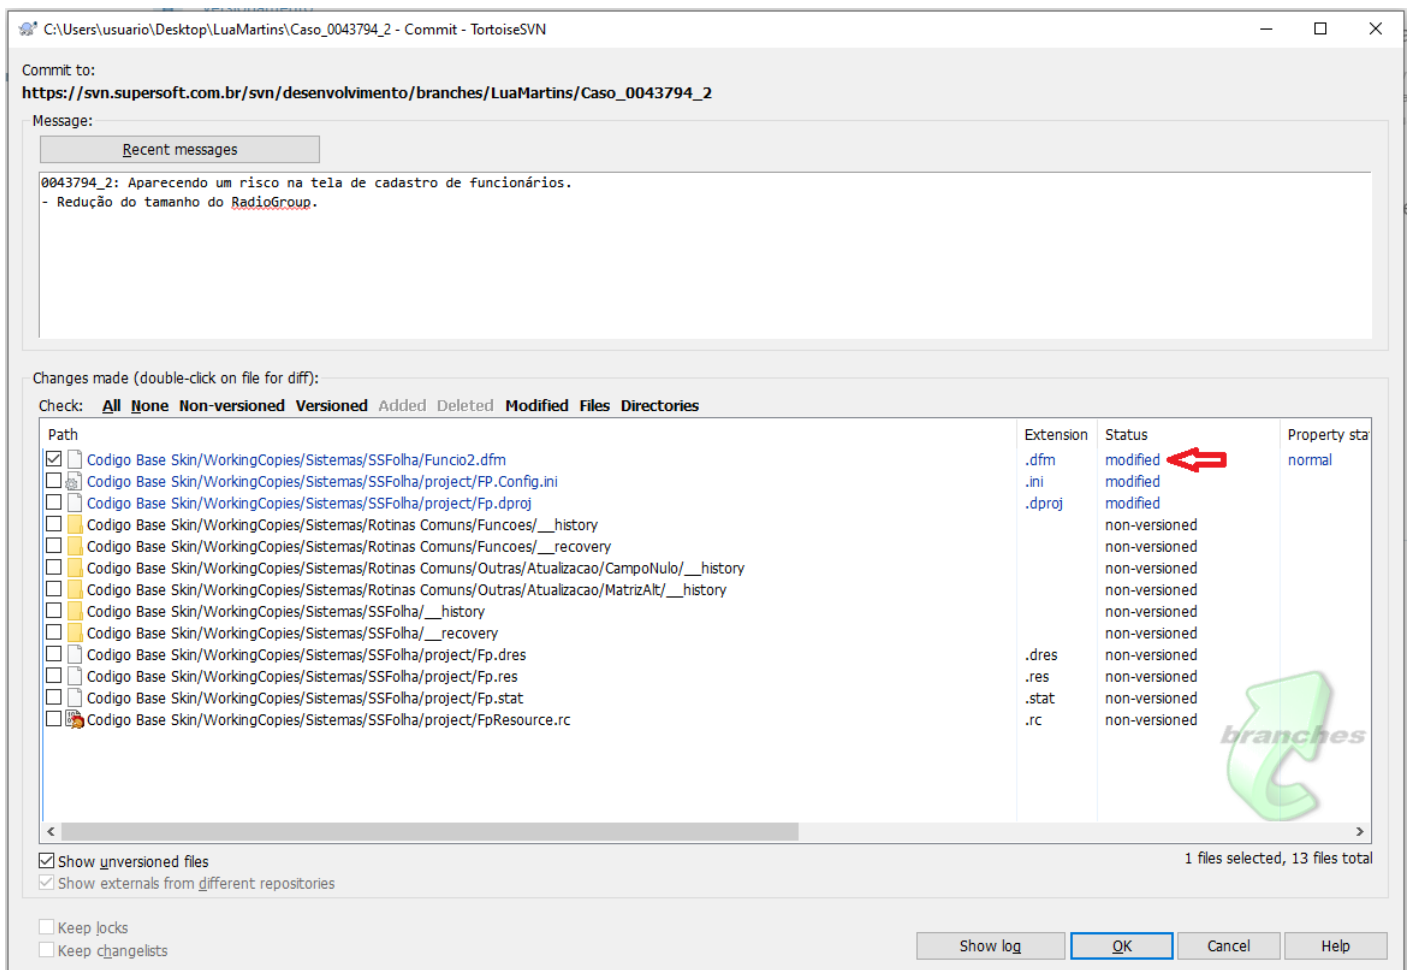 C:\Users\usuario\Desktop\LuaMartins\Caso_0043794_2 - Commit - TortoiseSVN
Commit to:
https://svn.supersoft.com.br/svn/desenvolvimento/branches/LuaMartins/Caso_0043794_2
Message:
Recent messages
0043794_2: Aparecendo um risco na tela de cadastro de funcionários.
- Redução do tamanho do RadioGroup.
Changes made (double-click on file for diff):
Check: All None Non-versioned Versioned Added Deleted Modified Files Directories
Path Extension Status Property sta
Codigo Base Skin/WorkingCopies/Sistemas/SSFolha/Funcio2.dfm .dfm modified normal
Codigo Base Skin/WorkingCopies/Sistemas/SSFolha/project/FP.Config.ini .ini modified
Codigo Base Skin/WorkingCopies/Sistemas/SSFolha/project/Fp.dproj .dproj modified
Codigo Base Skin/WorkingCopies/Sistemas/Rotinas Comuns/Funcoes/__history non-versioned
Codigo Base Skin/WorkingCopies/Sistemas/Rotinas Comuns/Funcoes/__recovery non-versioned
Codigo Base Skin/WorkingCopies/Sistemas/Rotinas Comuns/Outras/Atualizacao/CampoNulo/__history non-versioned
Codigo Base Skin/WorkingCopies/Sistemas/Rotinas Comuns/Outras/Atualizacao/MatrizAlt/__history non-versioned
Codigo Base Skin/WorkingCopies/Sistemas/SSFolha/__history non-versioned
Codigo Base Skin/WorkingCopies/Sistemas/SSFolha/__recovery non-versioned
Codigo Base Skin/WorkingCopies/Sistemas/SSFolha/project/Fp.dres .dres non-versioned
Codigo Base Skin/WorkingCopies/Sistemas/SSFolha/project/Fp.res .res non-versioned
Codigo Base Skin/WorkingCopies/Sistemas/SSFolha/project/Fp.stat .stat non-versioned
Codigo Base Skin/WorkingCopies/Sistemas/SSFolha/project/FpResource.rc .rc non-versioned
branches
Show unversioned files 1 files selected, 13 files total
Show externals from different repositories
Keep locks
Keep changelists
Show log OK Cancel Help